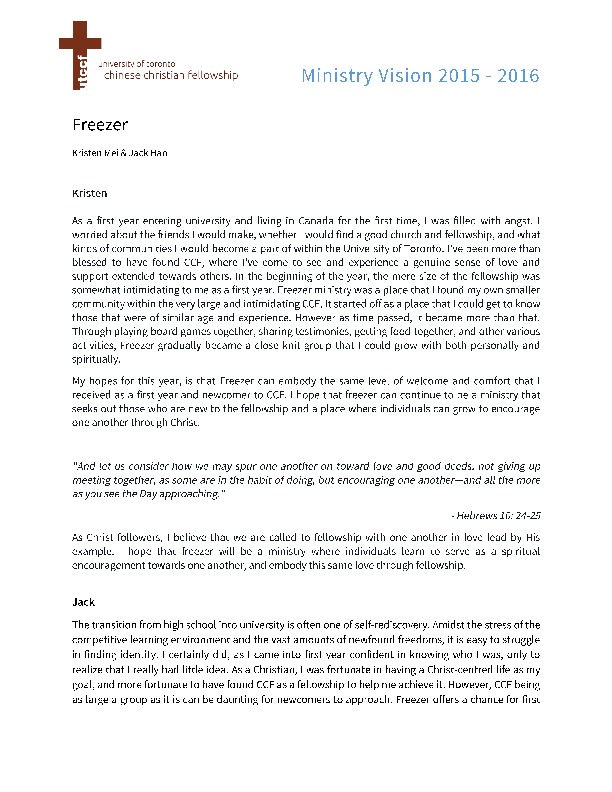 utccf
university of toronto
chinese christian fellowship
Ministry Vision 2015 - 2016
Freezer
Kristen Mei & Jack Hao
Kristen
As a first year entering university and living in Canada for the first time, I was filled with angst. I
worried about the friends I would make, whether I would find a good church and fellowship, and what
kinds of communities I would become a part of within the University of Toronto. I've been more than
blessed to have found CCF, where I've come to see and experience a genuine sense of love and
support extended towards others. In the beginning of the year, the mere size of the fellowship was
somewhat intimidating to me as a first year. Freezer ministry was a place that I found my own smaller
community within the very large and intimidating CCF. It started off as a place that I could get to know
those that were of similar age and experience. However as time passed, it became more than that.
Through playing board games together, sharing testimonies, getting food together, and other various
activities, Freezer gradually became a close knit group that I could grow with both personally and
spiritually.
My hopes for this year, is that Freezer can embody the same level of welcome and comfort that I
received as a first year and newcomer to CCF. I hope that freezer can continue to be a ministry that
seeks out those who are new to the fellowship and a place where individuals can grow to encourage
one another through Christ.
"And let us consider how we may spur one another on toward love and good deeds, not giving up
meeting together, as some are in the habit of doing, but encouraging one another—and all the more
as you see the Day approaching."
- Hebrews 10: 24-25
As Christ followers, I believe that we are called to fellowship with one another in love lead by His
example. I hope that freezer will be a ministry where individuals learn to serve as a spiritual
encouragement towards one another, and embody this same love through fellowship.
Jack
The transition from high school into university is often one of self-rediscovery. Amidst the stress of the
competitive learning environment and the vast amounts of newfound freedoms, it is easy to struggle
in finding identity. I certainly did, as I came into first year confident in knowing who I was, only to
realize that I really had little idea. As a Christian, I was fortunate in having a Christ-centred life as my
goal, and more fortunate to have found CCF as a fellowship to help me achieve it. However, CCF being
as large a group as it is can be daunting for newcomers to approach. Freezer offers a chance for first